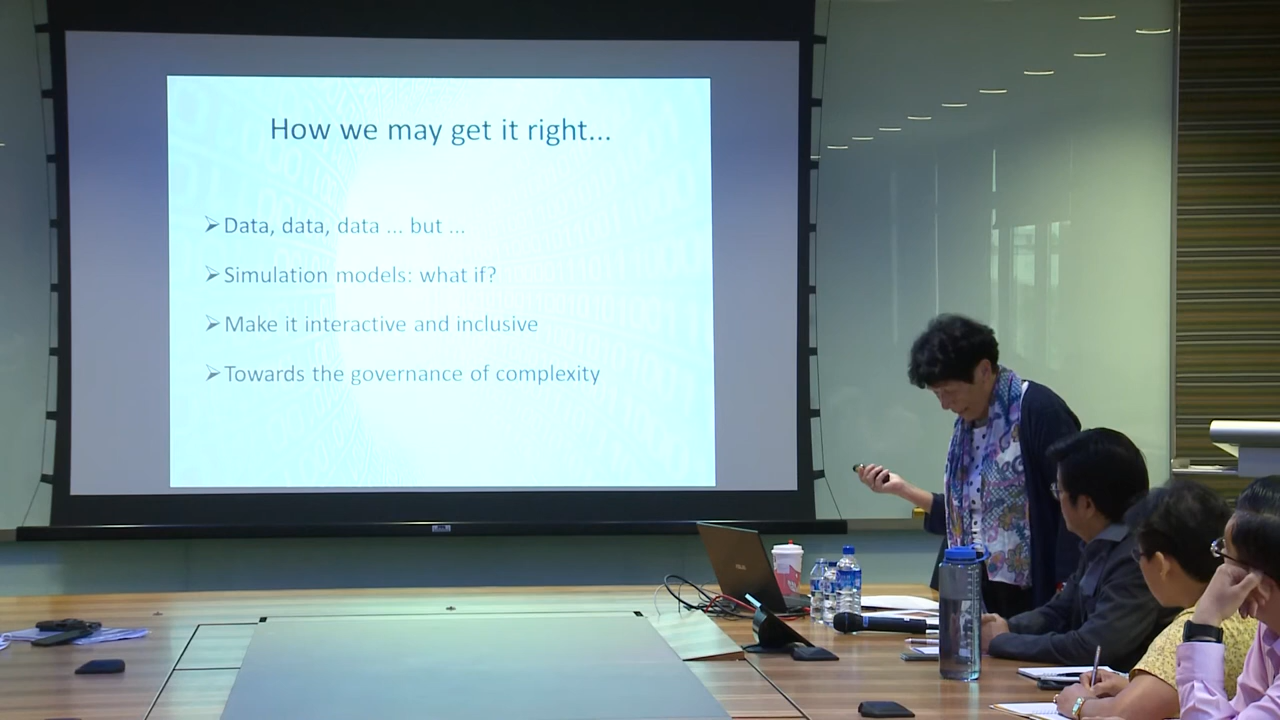 How we may get it right...
Data, data, data ... but ...
Simulation models: what if?
Make it interactive and inclusive
Towards the governance of complexity